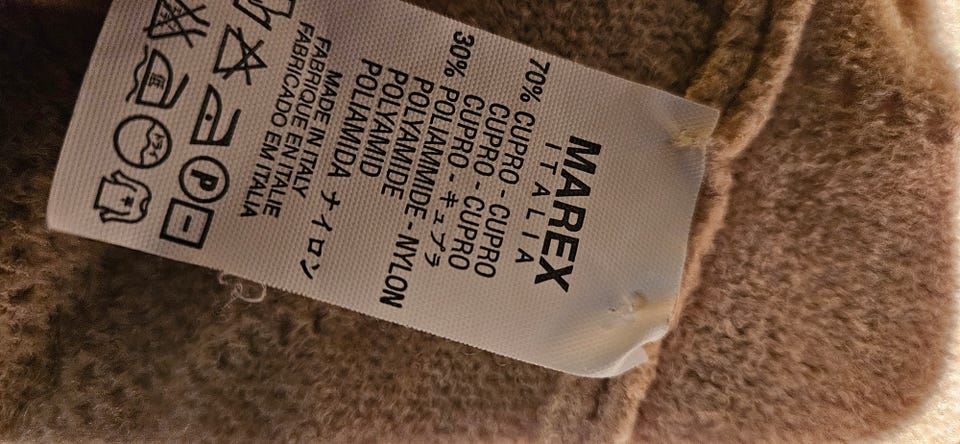 MAREX
ITALIA
70% CUPRO - CUPRO
CUPRO - CUPRO
CUPRO - キュプラ
30% POLIAMMIDE - NYLON
POLYAMIDE
POLYAMID
POLIAMIDA ナイロン
MADE IN ITALY
FABRIQUE EN ITALIE
FABRICADO EM ITALIA
P